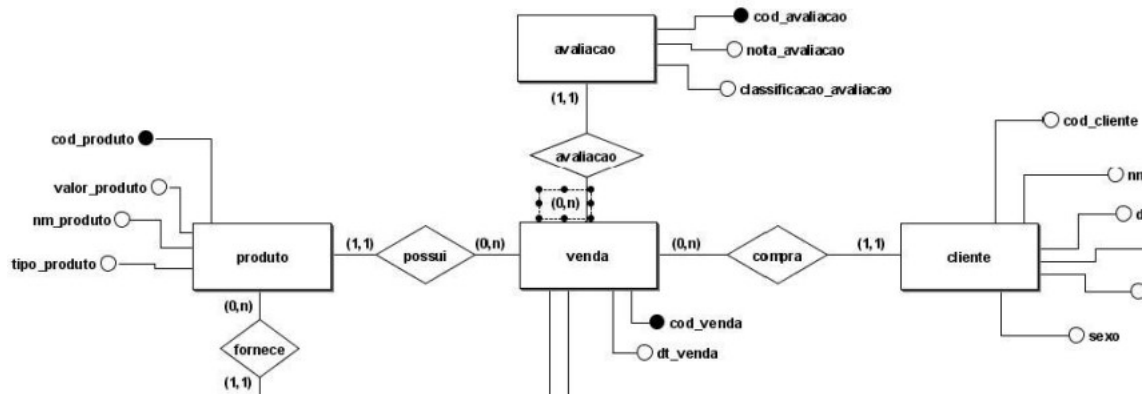 cod_avaliacao
avaliacao
nota_avaliacao
classificacao_avaliacao
(1,1)
cod_cliente
cod_produto
avaliacao
valor_produto
nm_produto
(0,n)
tipo_produto
produto
(1,1)
possui
(0,n)
venda
(0,n)
compra
(1,1)
cliente
(0,n)
cod_venda
sexo
fornece
dt_venda
(1,1)